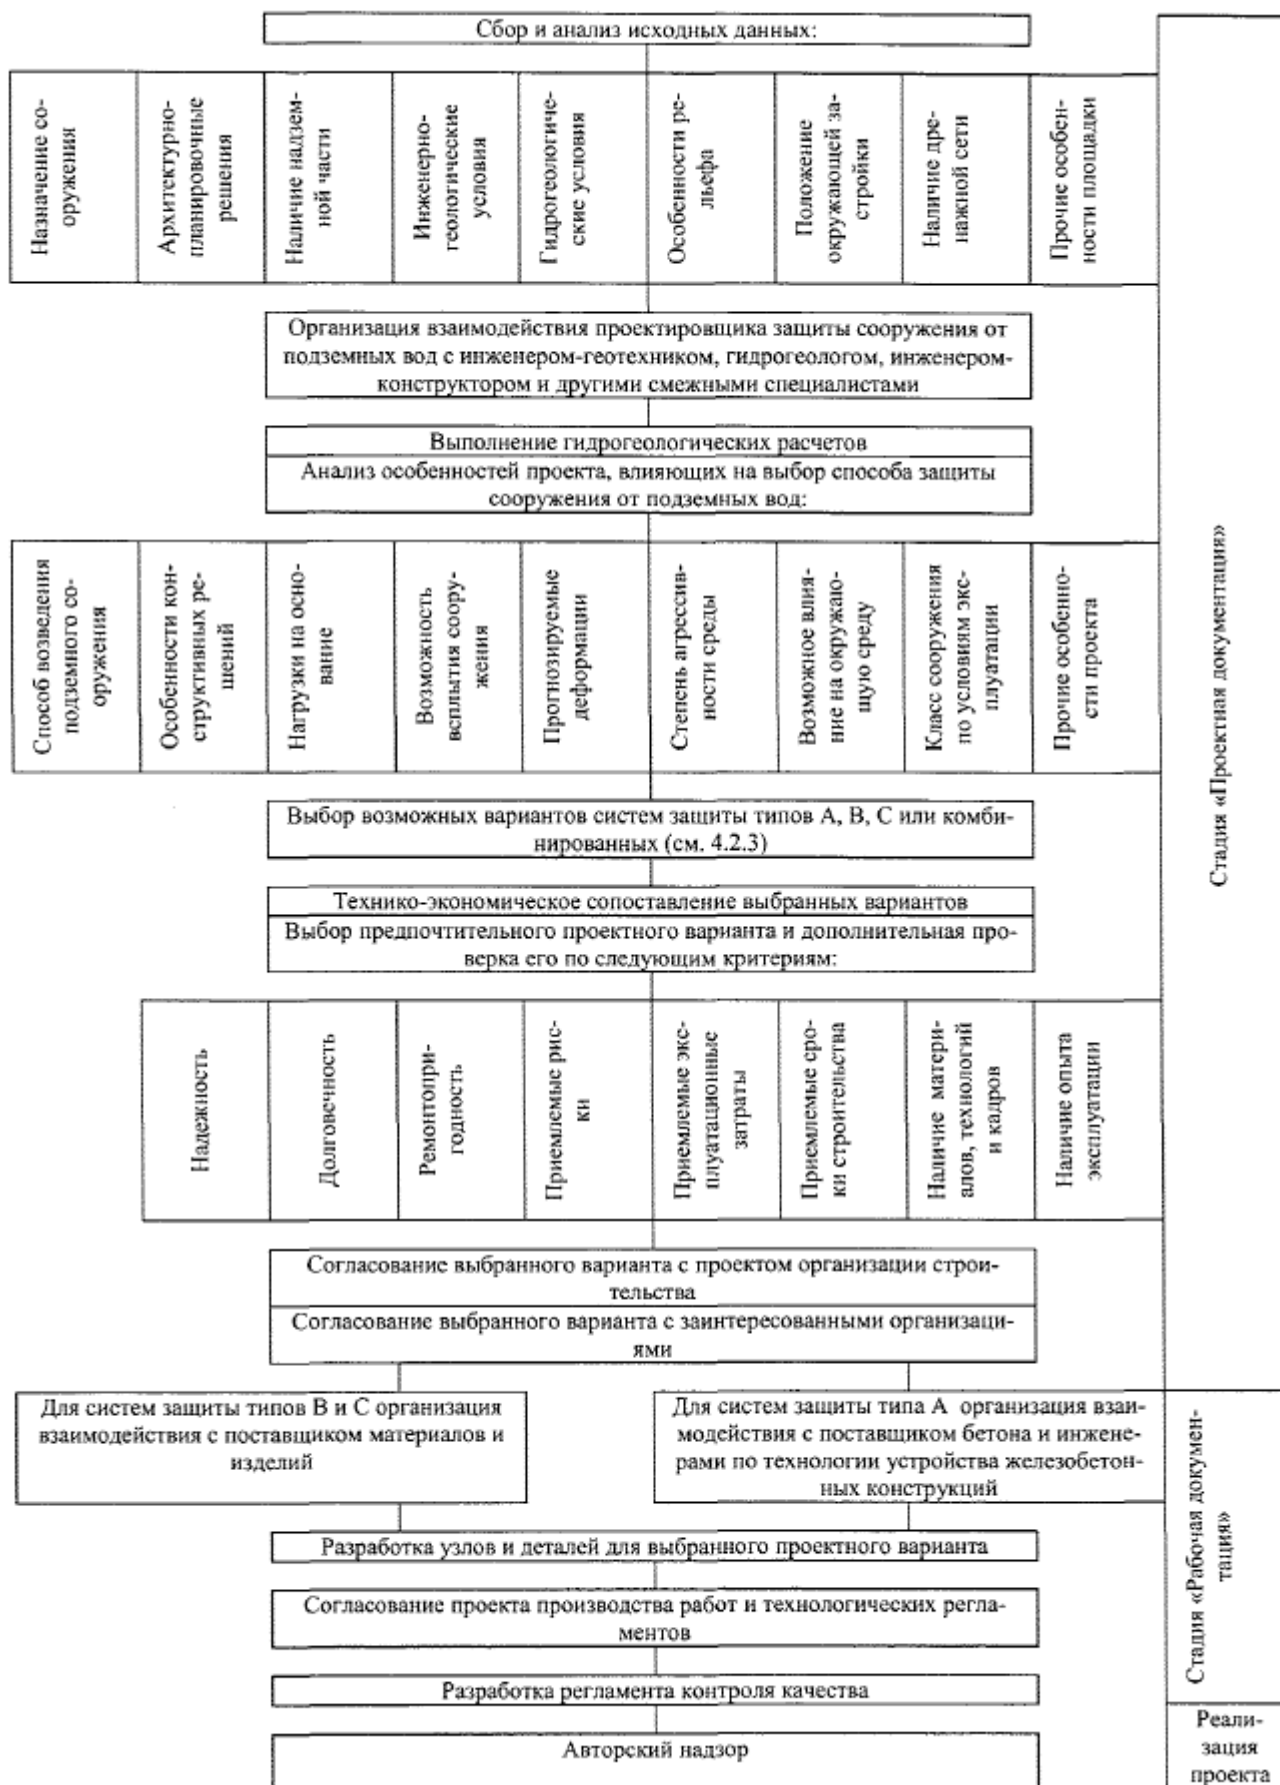 Сбор и анализ исходных данных:
Назначение со-
оружения
Архитектурно-
планировочные
решения
Наличие надзем-
ной части
Инженерно-
геологические
условия
Гидрогеологиче-
ские условия
Особенности ре-
льефа
Положение
окружающей за-
стройки
Наличие дре-
нажной сети
Прочие особен-
ности площадки
Организация взаимодействия проектировщика защиты сооружения от
подземных вод с инженером-геотехником, гидрогеологом, инженером-
конструктором и другими смежными специалистами
Выполнение гидрогеологических расчетов
Анализ особенностей проекта, влияющих на выбор способа защиты
сооружения от подземных вод:
Способ возведения
подземного со-
оружения
Особенности кон-
структивных ре-
шений
Нагрузки на осно-
вание
Возможность
всплытия соору-
жения
Прогнозируемые
деформации
Степень агрессив-
ности среды
Возможное влия-
ние на окружаю-
щую среду
Класс сооружения
по условиям экс-
плуатации
Прочие особенно-
сти проекта
Выбор возможных вариантов систем защиты типов А, В, С или комби-
нированных (см. 4.2.3)
Технико-экономическое сопоставление выбранных вариантов
Выбор предпочтительного проектного варианта и дополнительная про-
верка его по следующим критериям:
Надежность
Долговечность
Ремонтопри-
годность
Приемлемые рис-
ки
Приемлемые экс-
плуатационные
затраты
Приемлемые сро-
ки строительства
Наличие матери-
алов, технологий
и кадров
Наличие опыта
эксплуатации
Согласование выбранного варианта с проектом организации строи-
тельства
Согласование выбранного варианта с заинтересованными организаци-
ями
Стадия «Проектная документация»
Для систем защиты типов В и С организация
взаимодействия с поставщиком материалов и
изделий
Для систем защиты типа А организация взаи-
модействия с поставщиком бетона и инжене-
рами по технологии устройства железобетон-
ных конструкций
Разработка узлов и деталей для выбранного проектного варианта
Согласование проекта производства работ и технологических регла-
ментов
Разработка регламента контроля качества
Стадия «Рабочая докумен-
тация»
Авторский надзор
Реали-
зация
проекта